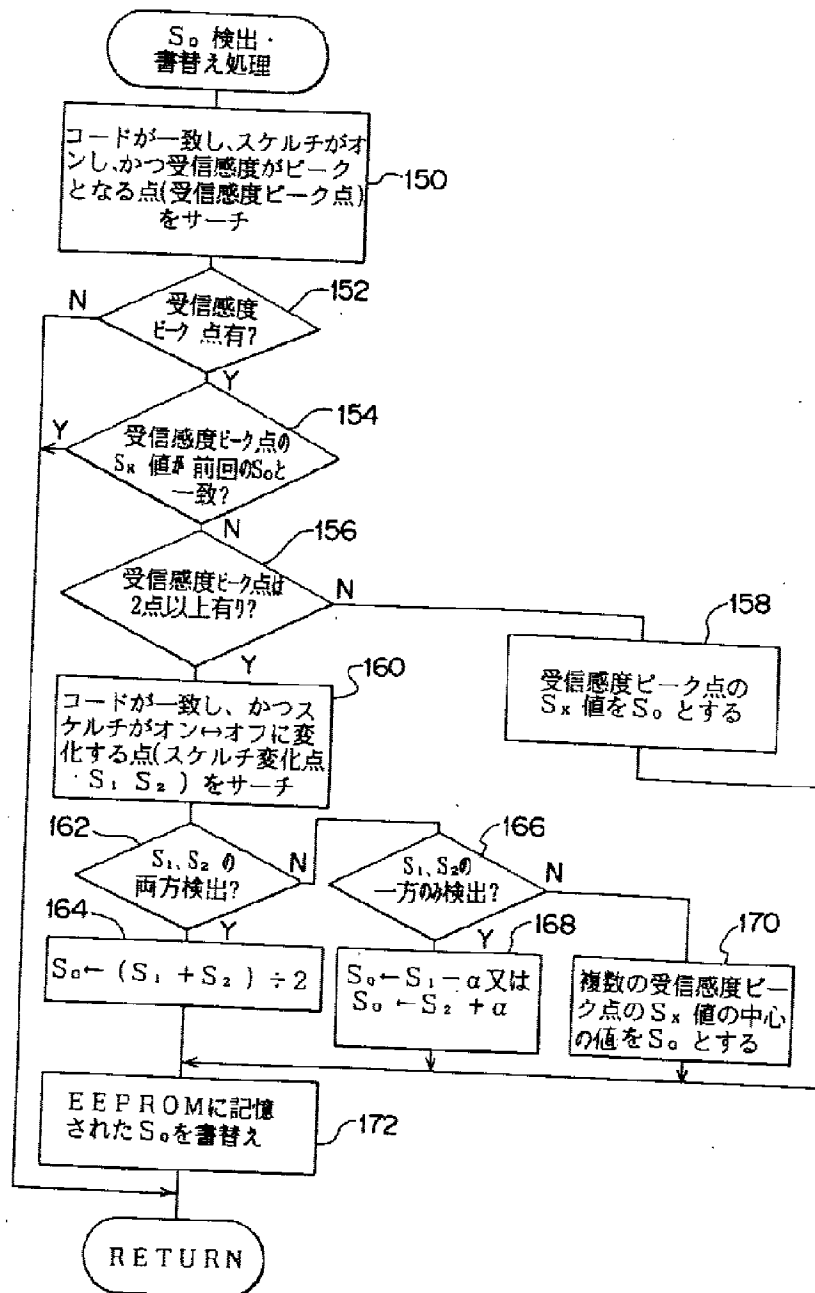 S₀ 検出・
書替え処理
コードが一致し、スケルチがオ
ンし、かつ受信感度がピーク
となる点(受信感度ピーク点)
をサーチ
150
152
受信感度
ピーク 点有?
N
Y
154
受信感度ピーク点の
Sₓ 値が 前回のS₀と
一致?
Y
N
156
受信感度ピーク点は
2点以上有り?
N
Y
158
受信感度ピーク点の
Sₓ 値をS₀ とする
160
コードが一致し、かつス
ケルチがオン↔オフに変
化する点(スケルチ変化点
S₁ S₂ )をサーチ
162
S₁、S₂ の
両方検出?
N
Y
166
S₁、S₂の
一方のみ検出?
N
Y
164
S₀← (S₁ +S₂ ) ÷2
168
S₀ ← S₁ − α 又は
S₀ ← S₂ + α
170
複数の受信感度ピー
ク点のSₓ 値の中心
の値をS₀ とする
EEPROMに記憶
されたS₀を書替え
172
RETURN